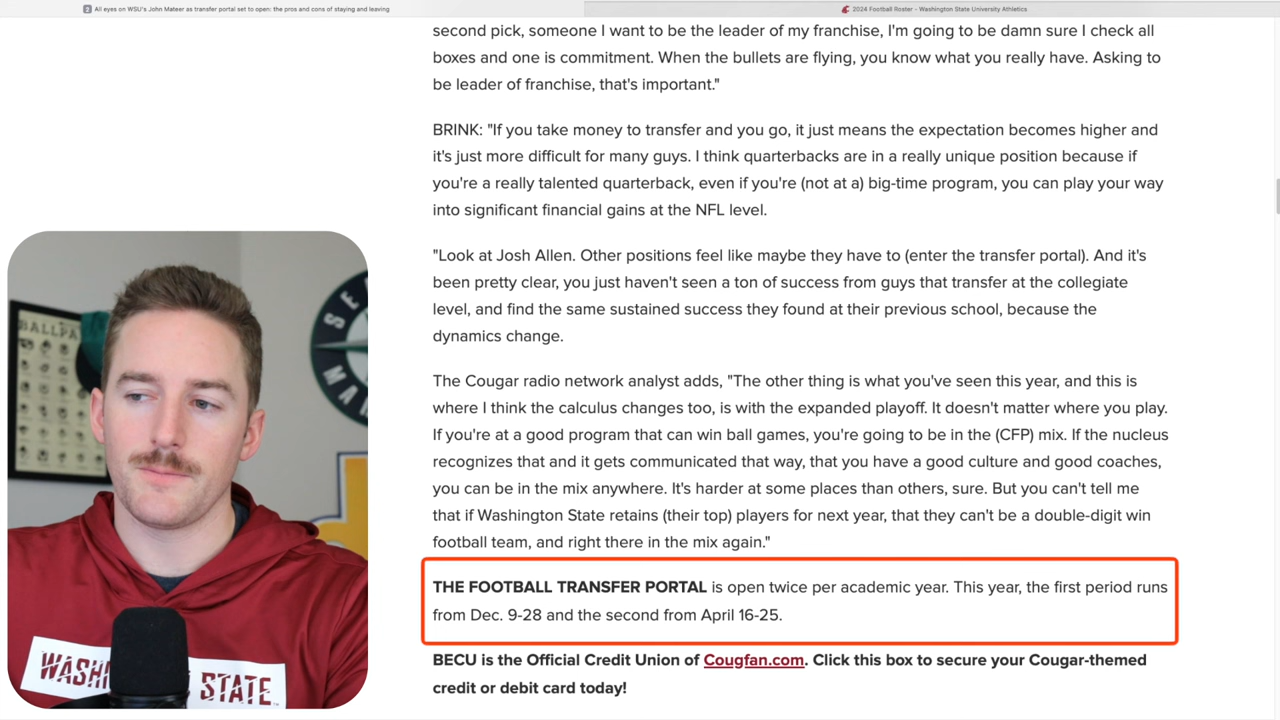 All eyes on WSU's John Mateer as transfer portal set to open: the pros and cons of staying and leaving
2024 Football Roster - Washington State University Athletics
second pick, someone I want to be the leader of my franchise, I'm going to be damn sure I check all
boxes and one is commitment. When the bullets are flying, you know what you really have. Asking to
be leader of franchise, that's important."
BRINK: "If you take money to transfer and you go, it just means the expectation becomes higher and
it's just more difficult for many guys. I think quarterbacks are in a really unique position because if
you're a really talented quarterback, even if you're (not at a) big-time program, you can play your way
into significant financial gains at the NFL level.
"Look at Josh Allen. Other positions feel like maybe they have to (enter the transfer portal). And it's
been pretty clear, you just haven't seen a ton of success from guys that transfer at the collegiate
level, and find the same sustained success they found at their previous school, because the
dynamics change.
The Cougar radio network analyst adds, "The other thing is what you've seen this year, and this is
where I think the calculus changes too, is with the expanded playoff. It doesn't matter where you play.
If you're at a good program that can win ball games, you're going to be in the (CFP) mix. If the nucleus
recognizes that and it gets communicated that way, that you have a good culture and good coaches,
you can be in the mix anywhere. It's harder at some places than others, sure. But you can't tell me
that if Washington State retains (their top) players for next year, that they can't be a double-digit win
football team, and right there in the mix again."
THE FOOTBALL TRANSFER PORTAL is open twice per academic year. This year, the first period runs
from Dec. 9-28 and the second from April 16-25.
BECU is the Official Credit Union of Cougfan.com. Click this box to secure your Cougar-themed
credit or debit card today!
BALLPA
SE
MA
WASH
STATE